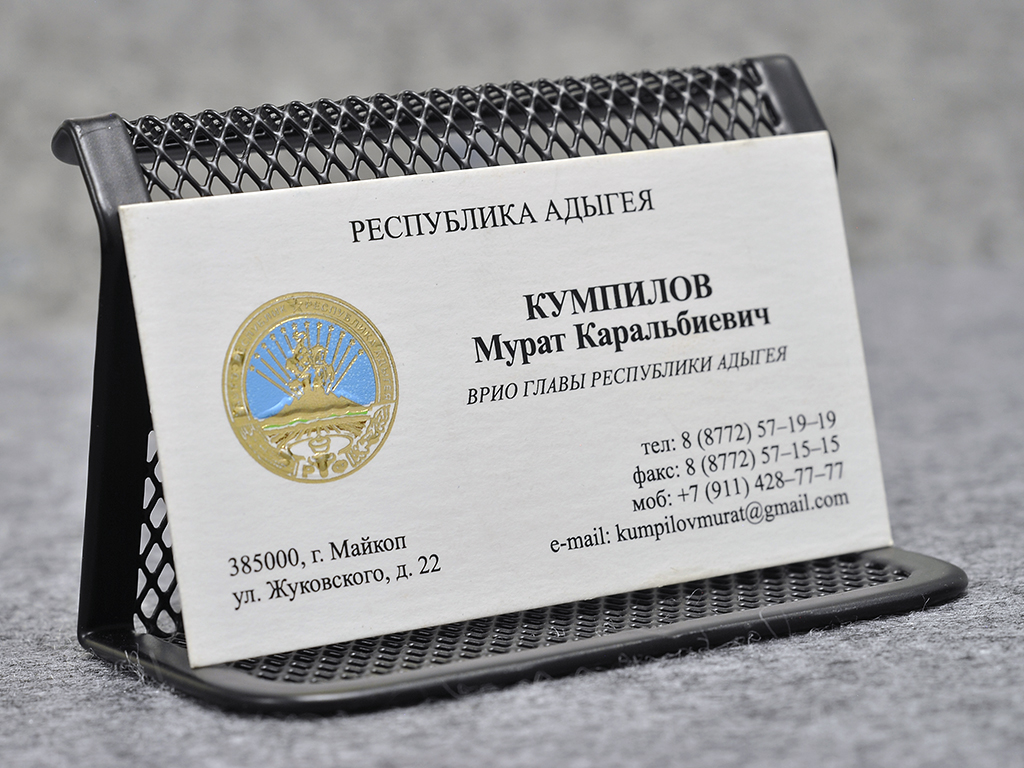 РЕСПУБЛИКА АДЫГЕЯ
КУМПИЛОВ
Мурат Каральбиевич
ВРИО ГЛАВЫ РЕСПУБЛИКИ АДЫГЕЯ
тел: 8 (8772) 57–19–19
факс: 8 (8772) 57–15–15
моб: +7 (911) 428–77–77
e-mail: kumpilovmurat@gmail.com
385000, г. Майкоп
ул. Жуковского, д. 22